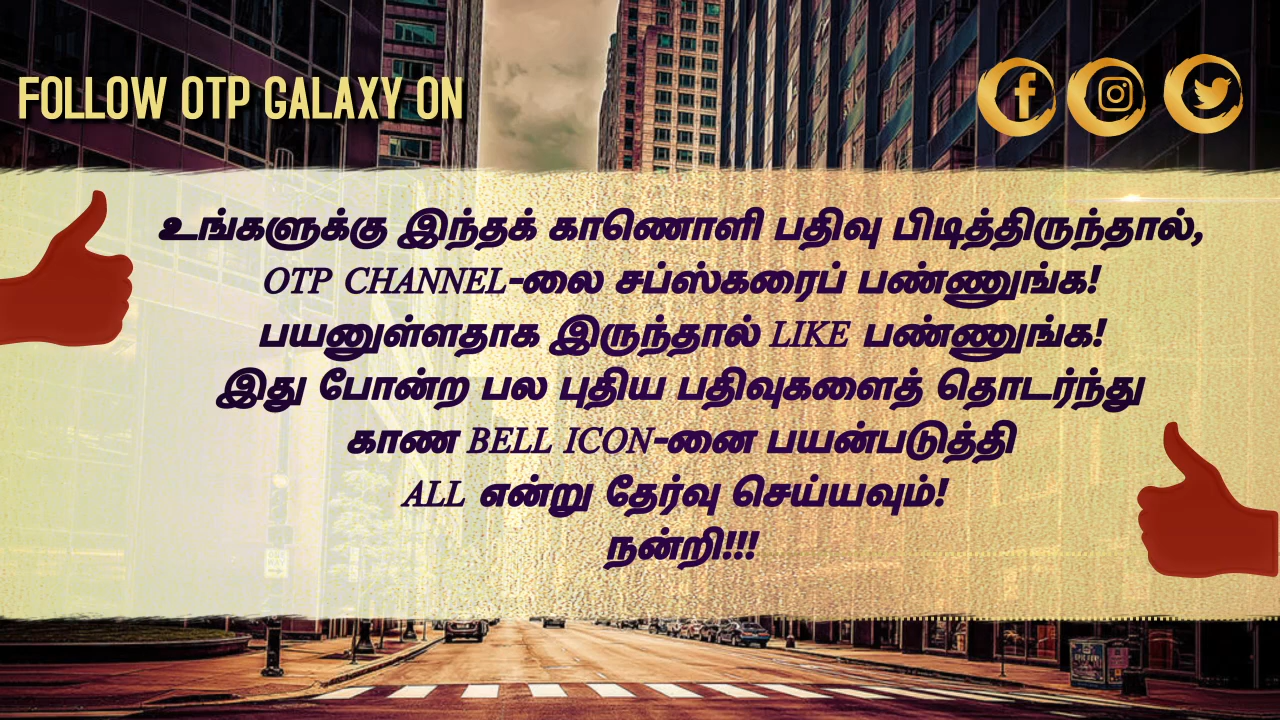 FOLLOW OTP GALAXY ON
உங்களுக்கு இந்தக் காணொளி பதிவு பிடித்திருந்தால்,
OTP CHANNEL-லை சப்ஸ்கரைப் பண்ணுங்க!
பயனுள்ளதாக இருந்தால் LIKE பண்ணுங்க!
இது போன்ற பல புதிய பதிவுகளைத் தொடர்ந்து
காண BELL ICON-னை பயன்படுத்தி
ALL என்று தேர்வு செய்யவும்!
நன்றி!!!